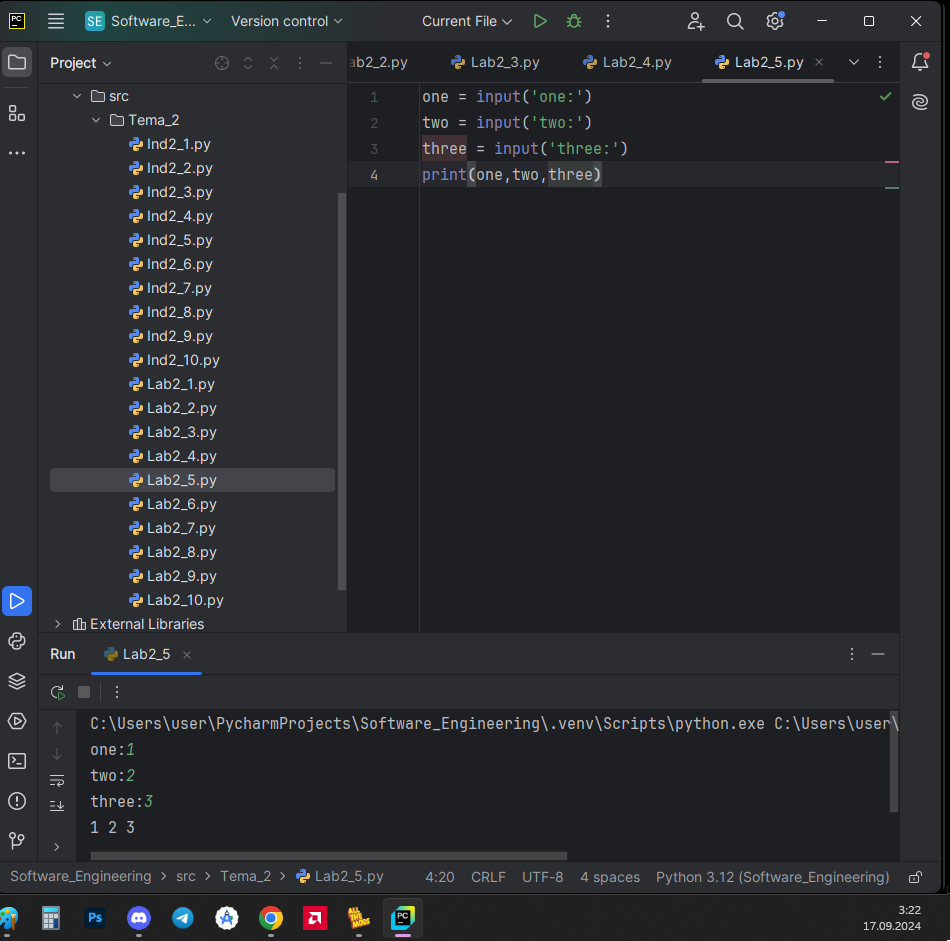 PC SE Software_E... Version control Current File
Project
ab2_2.py Lab2_3.py Lab2_4.py Lab2_5.py
src
Tema_2
Ind2_1.py
Ind2_2.py
Ind2_3.py
Ind2_4.py
Ind2_5.py
Ind2_6.py
Ind2_7.py
Ind2_8.py
Ind2_9.py
Ind2_10.py
Lab2_1.py
Lab2_2.py
Lab2_3.py
Lab2_4.py
Lab2_5.py
Lab2_6.py
Lab2_7.py
Lab2_8.py
Lab2_9.py
Lab2_10.py
External Libraries
1 one = input('one:')
2 two = input('two:')
3 three = input('three:')
4 print(one,two,three)
Run Lab2_5
C:\Users\user\PycharmProjects\Software_Engineering\.venv\Scripts\python.exe C:\Users\user\
one:1
two:2
three:3
1 2 3
Software_Engineering > src > Tema_2 > Lab2_5.py 4:20 CRLF UTF-8 4 spaces Python 3.12 (Software_Engineering)
Ps ALL THE MODS PC 3:22
17.09.2024